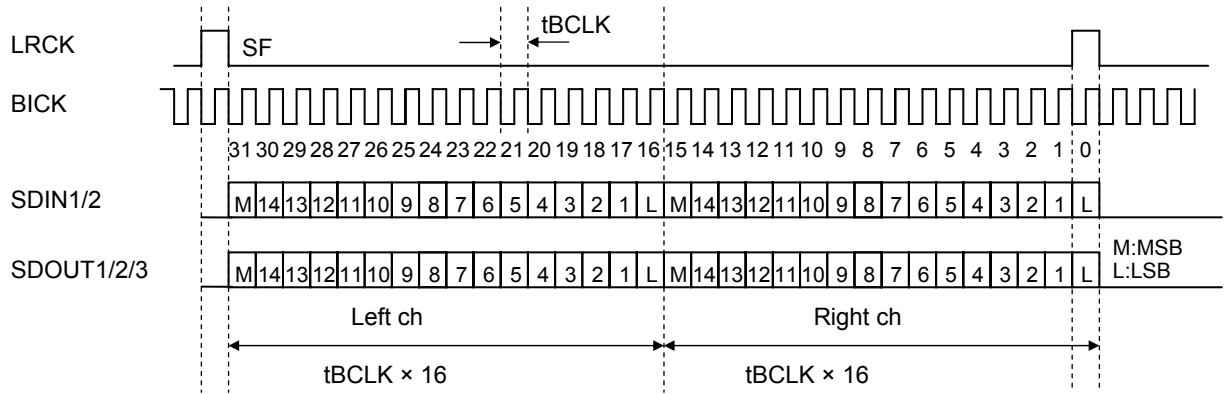 tBCLK
LRCK
SF
BICK
31 30 29 28 27 26 25 24 23 22 21 20 19 18 17 16 15 14 13 12 11 10 9 8 7 6 5 4 3 2 1 0
SDIN1/2
M 14 13 12 11 10 9 8 7 6 5 4 3 2 1 L M 14 13 12 11 10 9 8 7 6 5 4 3 2 1 L
SDOUT1/2/3
M 14 13 12 11 10 9 8 7 6 5 4 3 2 1 L M 14 13 12 11 10 9 8 7 6 5 4 3 2 1 L
M:MSB
L:LSB
Left ch Right ch
tBCLK × 16 tBCLK × 16